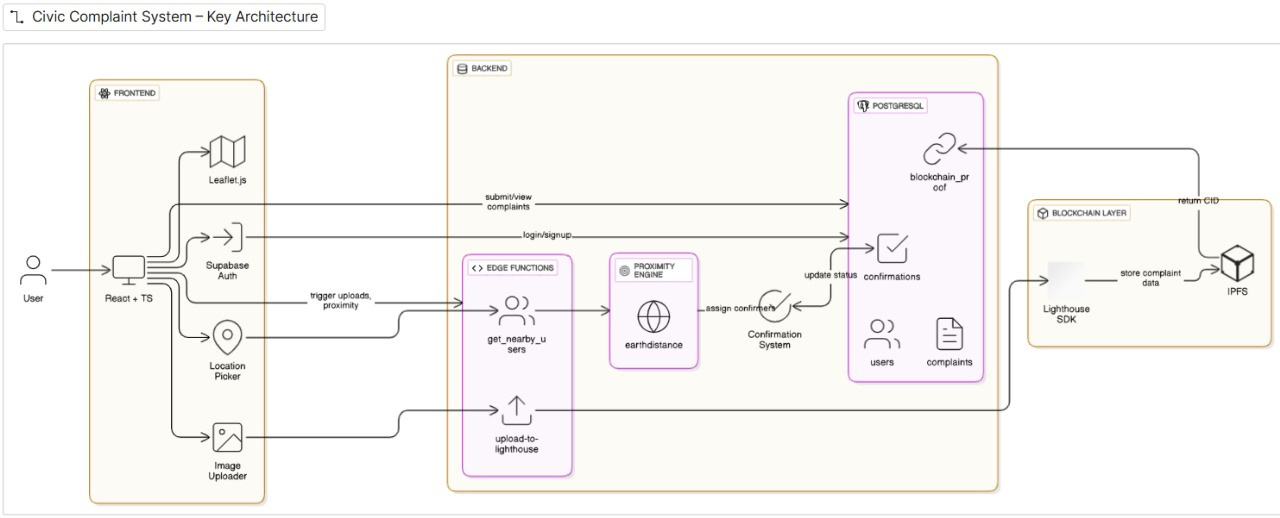 Civic Complaint System – Key Architecture
BACKEND
FRONTEND
POSTGRESQL
Leaflet.js
blockchain_pr
oof
submit/view
complaints
return CID
BLOCKCHAIN LAYER
login/signup
Supabase
Auth
EDGE FUNCTIONS
PROXIMITY
ENGINE
update status
confirmations
User
React + TS
trigger uploads,
proximity
store complaint
data
IPFS
assign confirmers
Lighthouse
SDK
get_nearby_u
sers
earthdistance
Confirmation
System
users
complaints
Location
Picker
upload-to-
lighthouse
Image
Uploader